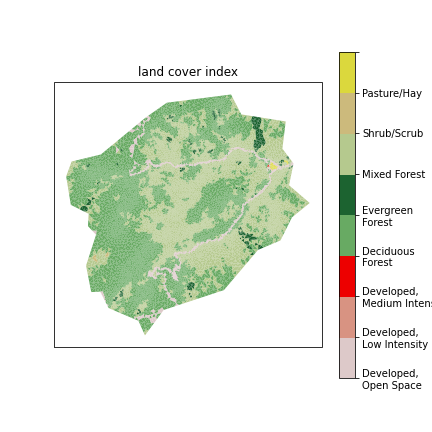 land cover index
Pasture/Hay
Shrub/Scrub
Mixed Forest
Evergreen
Forest
Deciduous
Forest
Developed,
Medium Intens
Developed,
Low Intensity
Developed,
Open Space